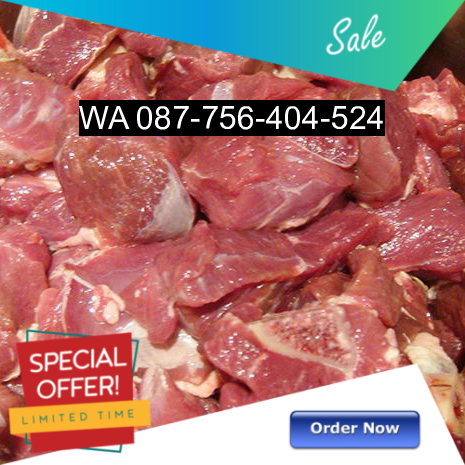 Sale
WA 087-756-404-524
SPECIAL
OFFER!
LIMITED TIME
Order Now